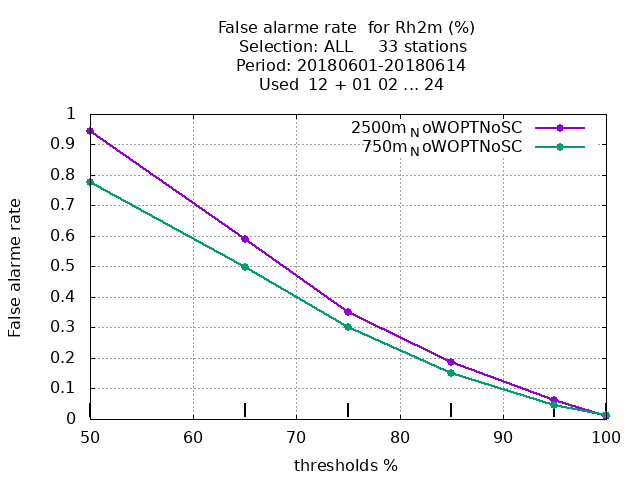 False alarme rate  for Rh2m (%)
Selection: ALL     33 stations
Period: 20180601-20180614
Used  12 + 01 02 ... 24
2500m_NoWOPTNoSC
750m_NoWOPTNoSC
1
0.9
0.8
0.7
0.6
0.5
0.4
0.3
0.2
0.1
0
False alarme rate
50 60 70 80 90 100
thresholds %